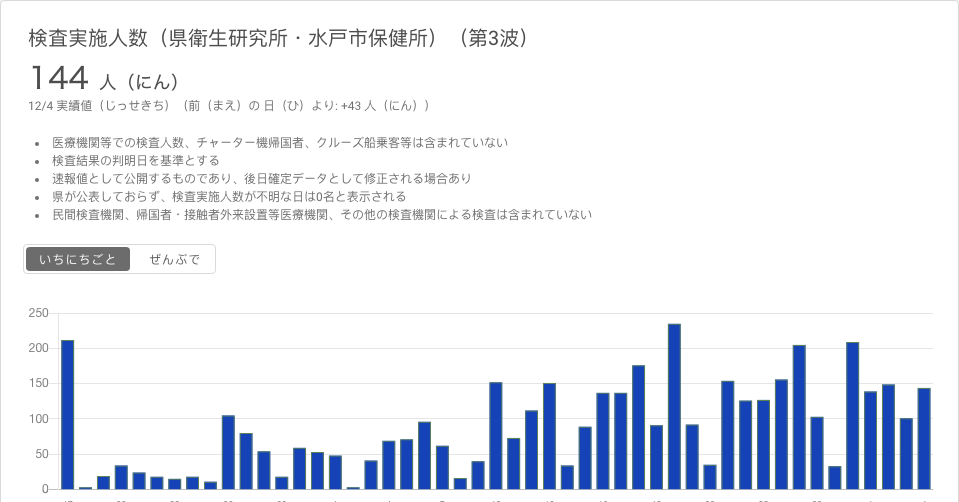 検査実施人数（県衛生研究所・水戸市保健所）（第3波）
144 人（にん）
12/4 実績値（じっせきち）（前（まえ）の 日（ひ）より: +43 人（にん））
• 医療機関等での検査人数、チャーター機帰国者、クルーズ船乗客等は含まれていない
• 検査結果の判明日を基準とする
• 速報値として公開するものであり、後日確定データとして修正される場合あり
• 県が公表しておらず、検査実施人数が不明な日は0名と表示される
• 民間検査機関、帰国者・接触者外来設置等医療機関、その他の検査機関による検査は含まれていない
いちにちごと ぜんぶで
250
200
150
100
50
0